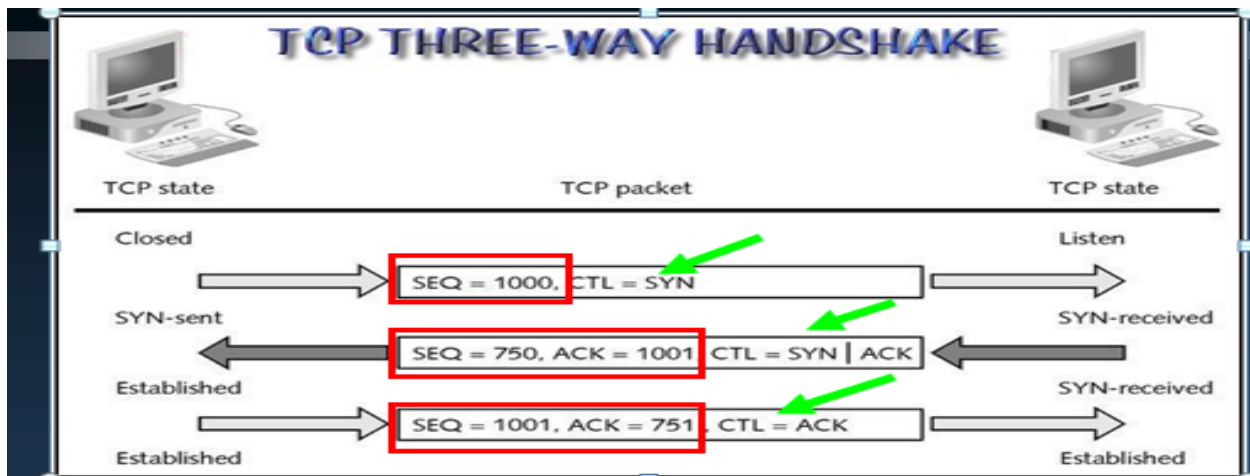 TCP THREE-WAY HANDSHAKE
TCP state TCP packet TCP state
Closed Listen
SEQ = 1000, CTL = SYN
SYN-sent SYN-received
SEQ = 750, ACK = 1001, CTL = SYN | ACK
Established SYN-received
SEQ = 1001, ACK = 751, CTL = ACK
Established Established